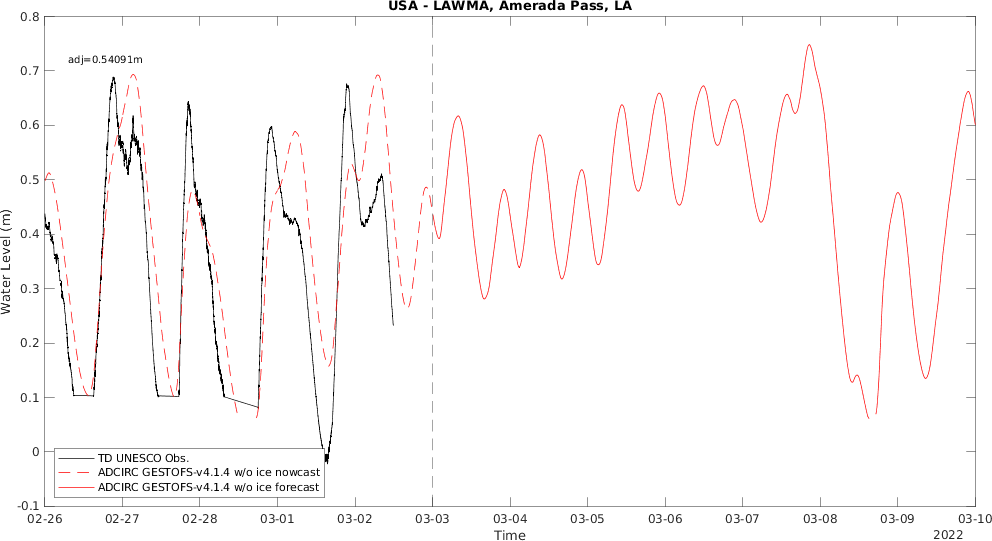 USA - LAWMA, Amerada Pass, LA
adj=0.54091m
Water Level (m)
0.8
0.7
0.6
0.5
0.4
0.3
0.2
0.1
0
-0.1
TD UNESCO Obs.
ADCIRC GESTOFS-v4.1.4 w/o ice nowcast
ADCIRC GESTOFS-v4.1.4 w/o ice forecast
02-26 02-27 02-28 03-01 03-02 03-03 03-04 03-05 03-06 03-07 03-08 03-09 03-10
Time
2022